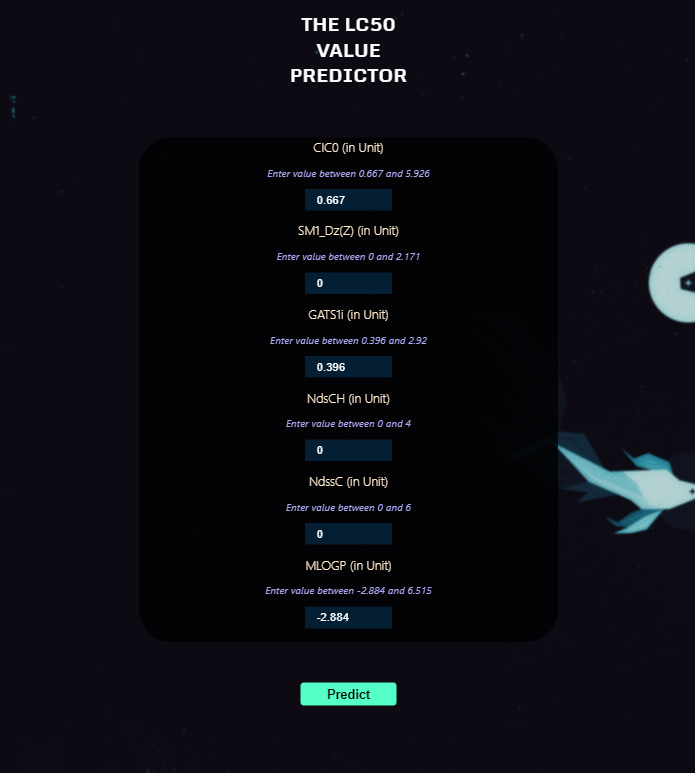 THE LC50
VALUE
PREDICTOR
CIC0 (in Unit)
Enter value between 0.667 and 5.926
0.667
SM1_Dz(Z) (in Unit)
Enter value between 0 and 2.171
0
GATS1i (in Unit)
Enter value between 0.396 and 2.92
0.396
NdsCH (in Unit)
Enter value between 0 and 4
0
NdssC (in Unit)
Enter value between 0 and 6
0
MLOGP (in Unit)
Enter value between -2.884 and 6.515
-2.884
Predict